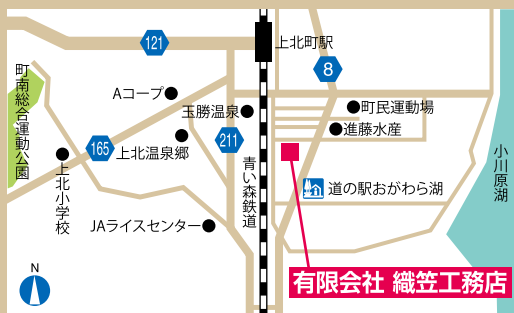 121
上北町駅
8
町南総合運動公園
Aコープ
玉勝温泉
町民運動場
進藤水産
165
上北温泉郷
211
上北小学校
青い森鉄道
小川原湖
道の駅おがわら湖
JAライスセンター
N
有限会社 織笠工務店